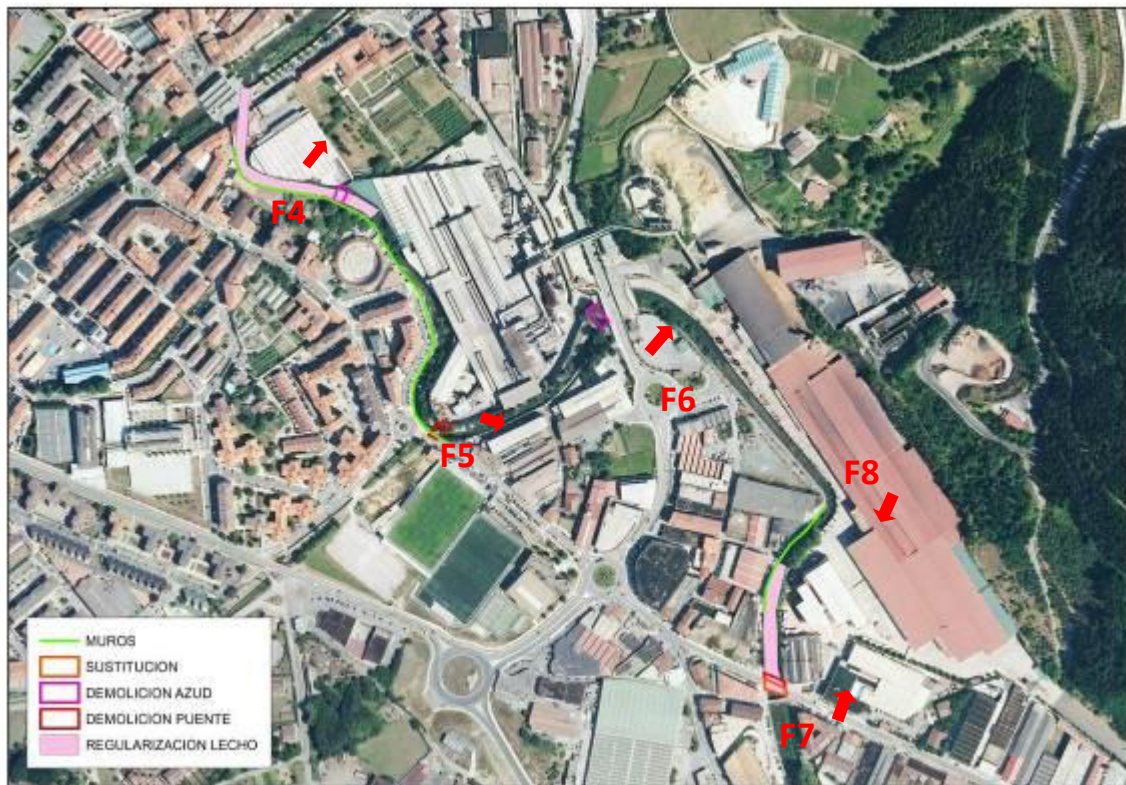 F4
F5
F6
F8
F7
MUROS
SUSTITUCION
DEMOLICION AZUD
DEMOLICION PUENTE
REGULARIZACION LECHO